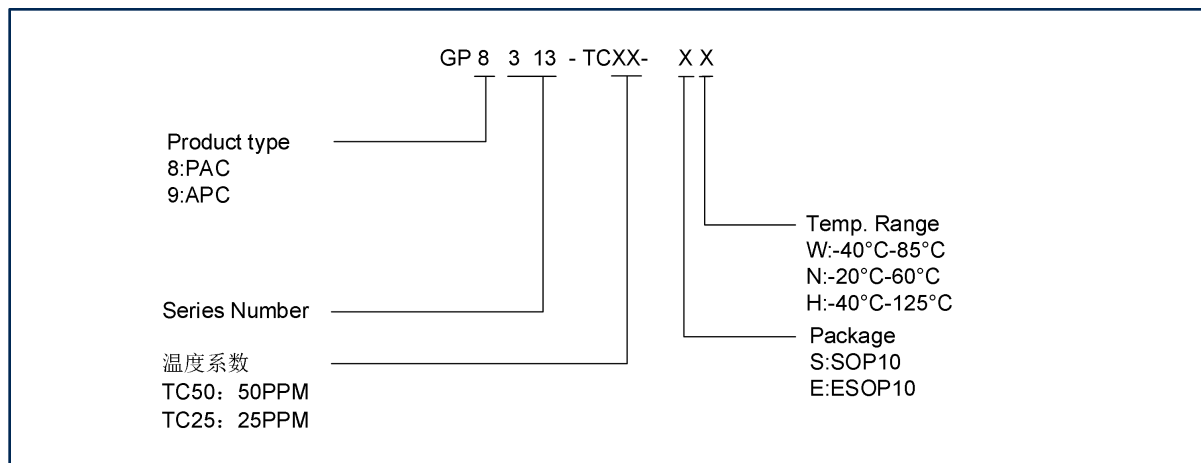 GP 8 3 13 - TCXX- X X
Product type
8:PAC
9:APC
Temp. Range
W:-40°C-85°C
N:-20°C-60°C
H:-40°C-125°C
Series Number
Package
S:SOP10
E:ESOP10
温度系数
TC50：50PPM
TC25：25PPM